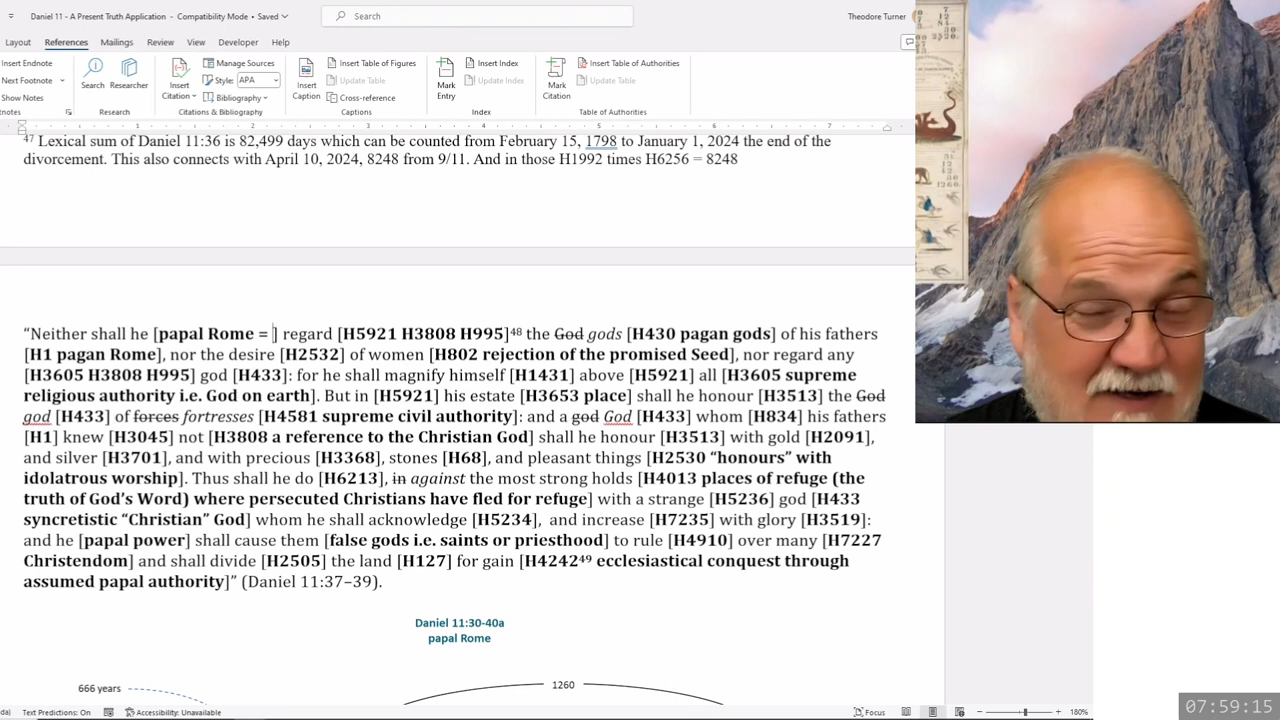 Daniel 11 - A Present Truth Application - Compatibility Mode • Saved
Search
Theodore Turner
Layout References Mailings Review View Developer Help
Insert Endnote
Next Footnote
Show Notes
Search
Researcher
Research
Insert Citation
Manage Sources
Style: APA
Bibliography
Citations & Bibliography
Insert Caption
Insert Table of Figures
Update Table
Cross-reference
Captions
Mark Entry
Insert Index
Update Index
Index
Mark Citation
Insert Table of Authorities
Update Table
Table of Authorities
47 Lexical sum of Daniel 11:36 is 82,499 days which can be counted from February 15, 1798 to January 1, 2024 the end of the
divorcement. This also connects with April 10, 2024, 8248 from 9/11. And in those H1992 times H6256 = 8248
“Neither shall he [papal Rome = ] regard [H5921 H3808 H995]48 the God gods [H430 pagan gods] of his fathers
[H1 pagan Rome], nor the desire [H2532] of women [H802 rejection of the promised Seed], nor regard any
[H3605 H3808 H995] god [H433]: for he shall magnify himself [H1431] above [H5921] all [H3605 supreme
religious authority i.e. God on earth]. But in [H5921] his estate [H3653 place] shall he honour [H3513] the God
god [H433] of forces fortresses [H4581 supreme civil authority]: and a god God [H433] whom [H834] his fathers
[H1] knew [H3045] not [H3808 a reference to the Christian God] shall he honour [H3513] with gold [H2091],
and silver [H3701], and with precious [H3368], stones [H68], and pleasant things [H2530 “honours” with
idolatrous worship]. Thus shall he do [H6213], in against the most strong holds [H4013 places of refuge (the
truth of God’s Word) where persecuted Christians have fled for refuge] with a strange [H5236] god [H433
syncretistic “Christian” God] whom he shall acknowledge [H5234], and increase [H7235] with glory [H3519]:
and he [papal power] shall cause them [false gods i.e. saints or priesthood] to rule [H4910] over many [H7227
Christendom] and shall divide [H2505] the land [H127] for gain [H424249 ecclesiastical conquest through
assumed papal authority]” (Daniel 11:37–39).
Daniel 11:30-40a
papal Rome
666 years
1260
Text Predictions: On
Accessibility: Unavailable
Focus
180%
07:59:15